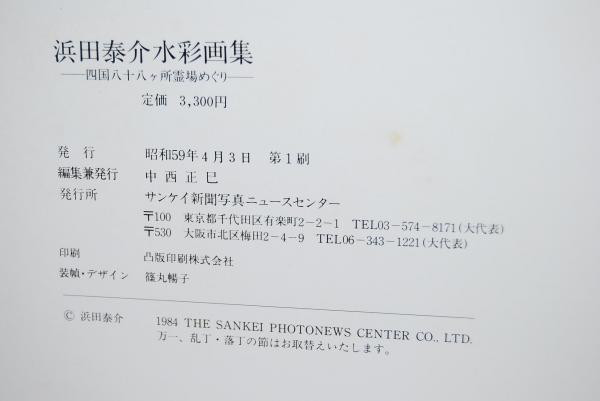 浜田泰介水彩画集
──四国八十八ヶ所霊場めぐり──
定価 3,300円
発行 昭和59年4月3日 第1刷
編集兼発行 中西正巳
発行所 サンケイ新聞写真ニュースセンター
〒100 東京都千代田区有楽町2-2-1 TEL03-574-8171(大代表)
〒530 大阪市北区梅田2-4-9 TEL06-343-1221(大代表)
印刷 凸版印刷株式会社
装幀・デザイン 篠丸暢子
© 浜田泰介 1984 THE SANKEI PHOTONEWS CENTER CO., LTD.
万一、乱丁・落丁の節はお取替えいたします。